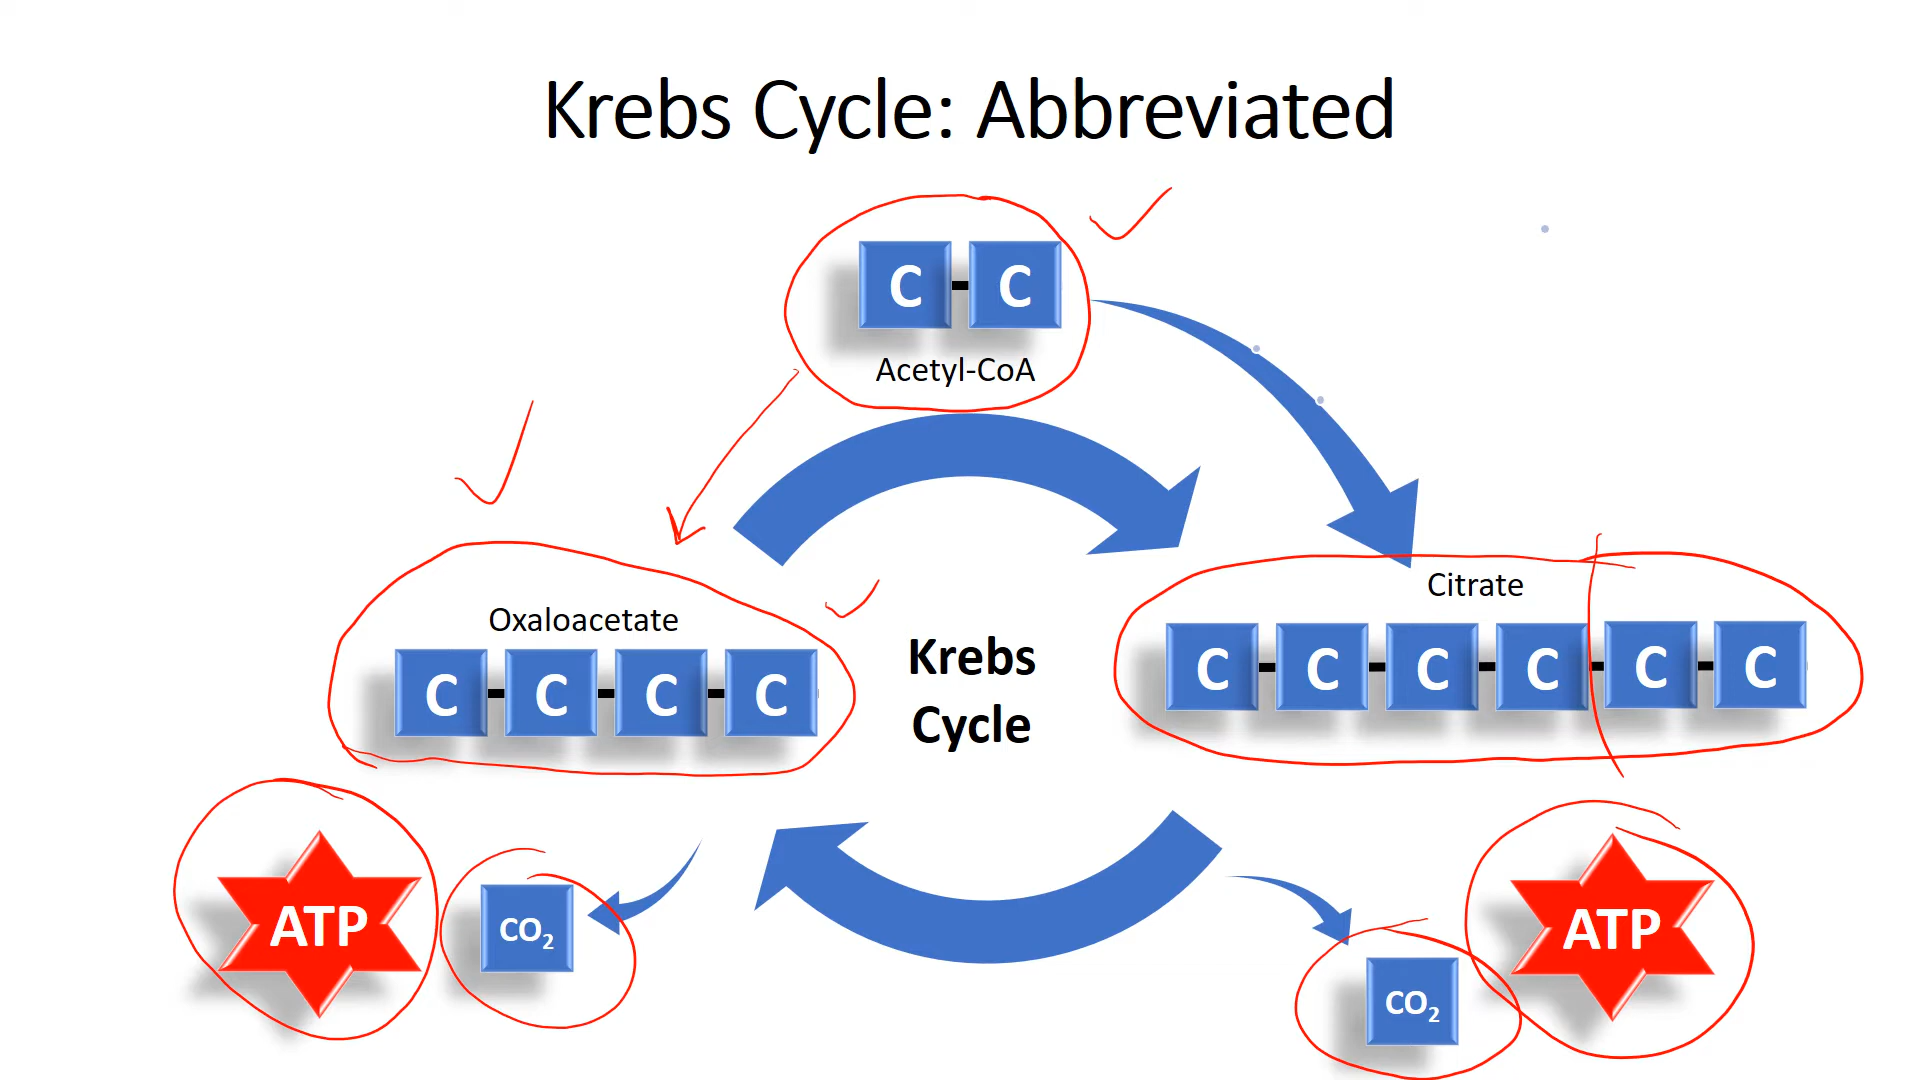 Krebs Cycle: Abbreviated
C C
Acetyl-CoA
Oxaloacetate
C C C C
Krebs
Cycle
Citrate
C C C C C C
ATP
CO₂
CO₂
ATP